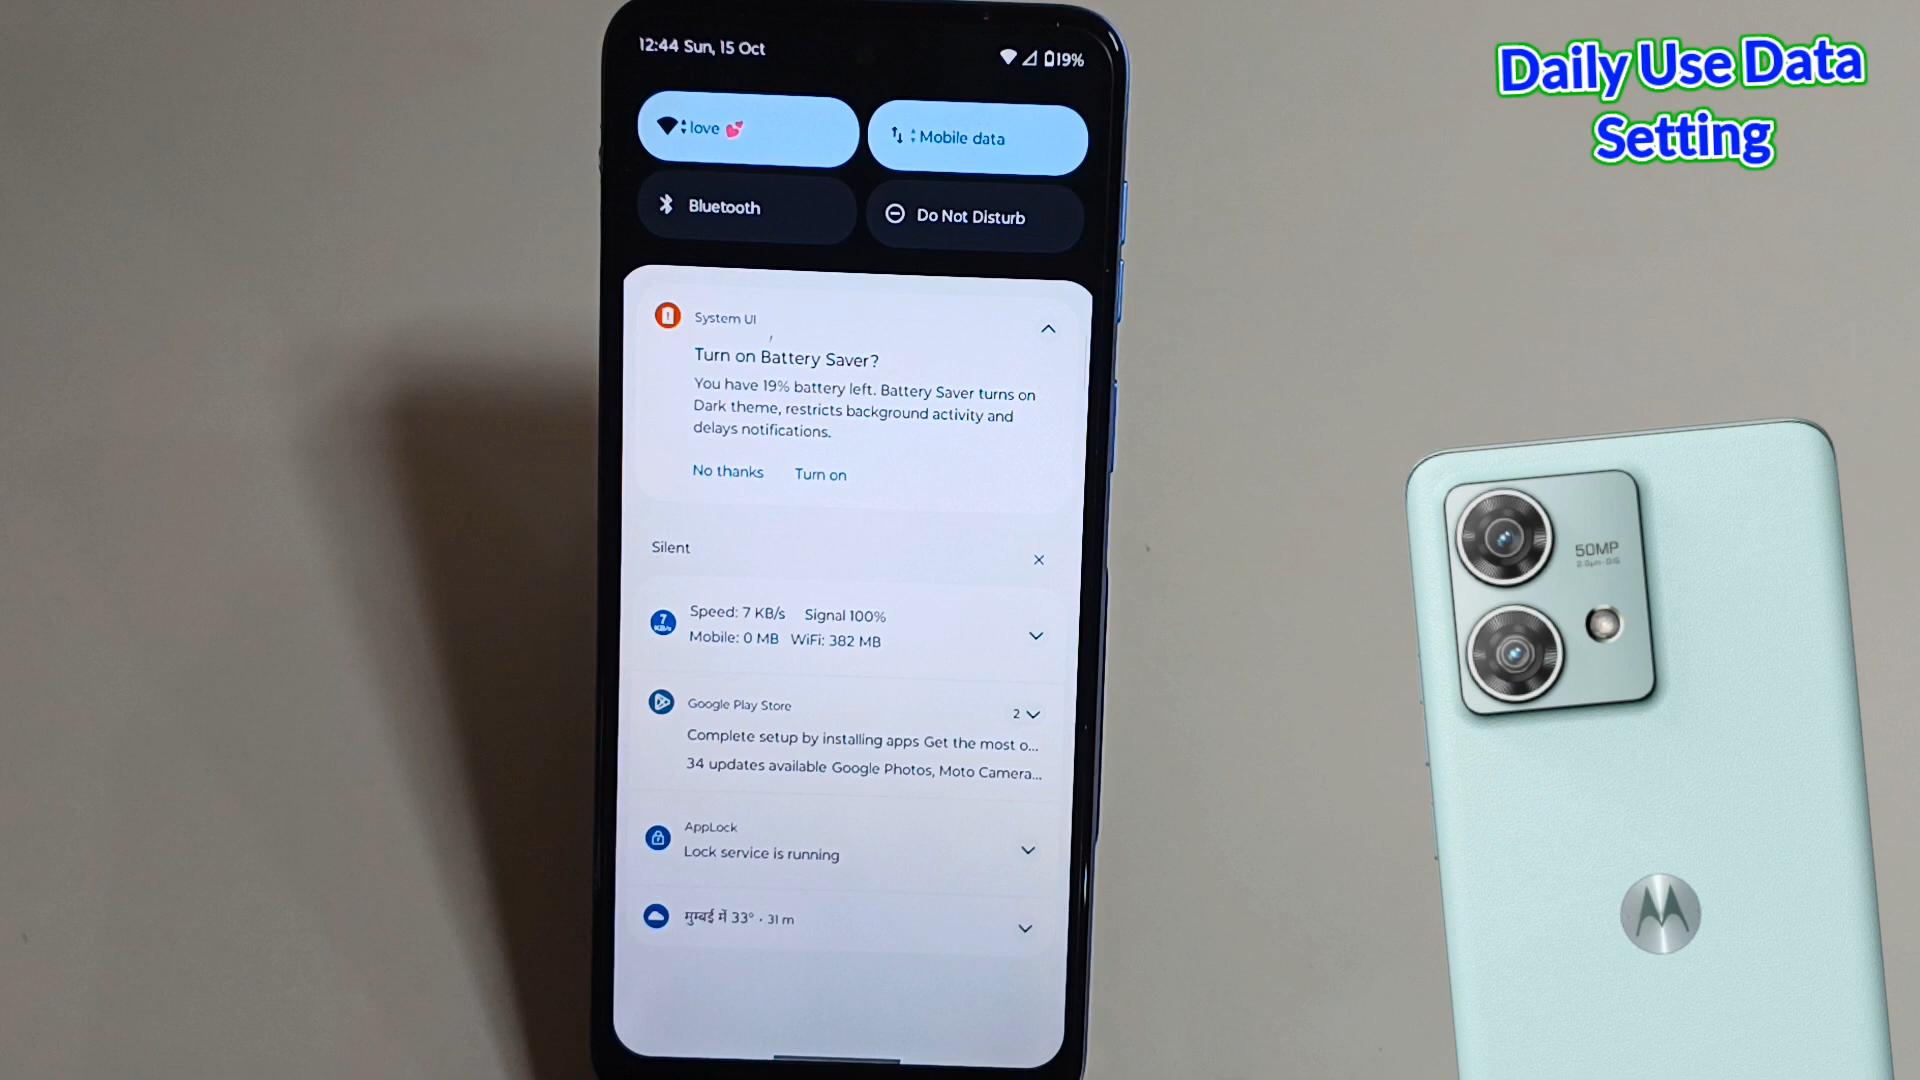 Daily Use Data
Setting
12:44 Sun, 15 Oct
19%
love 💕
Mobile data
Bluetooth
Do Not Disturb
System UI
Turn on Battery Saver?
You have 19% battery left. Battery Saver turns on
Dark theme, restricts background activity and
delays notifications.
No thanks Turn on
Silent
7
KB/s
Speed: 7 KB/s Signal 100%
Mobile: 0 MB WiFi: 382 MB
Google Play Store
2
Complete setup by installing apps Get the most o...
34 updates available Google Photos, Moto Camera...
AppLock
Lock service is running
मुम्बई में 33° · 31 m
50MP